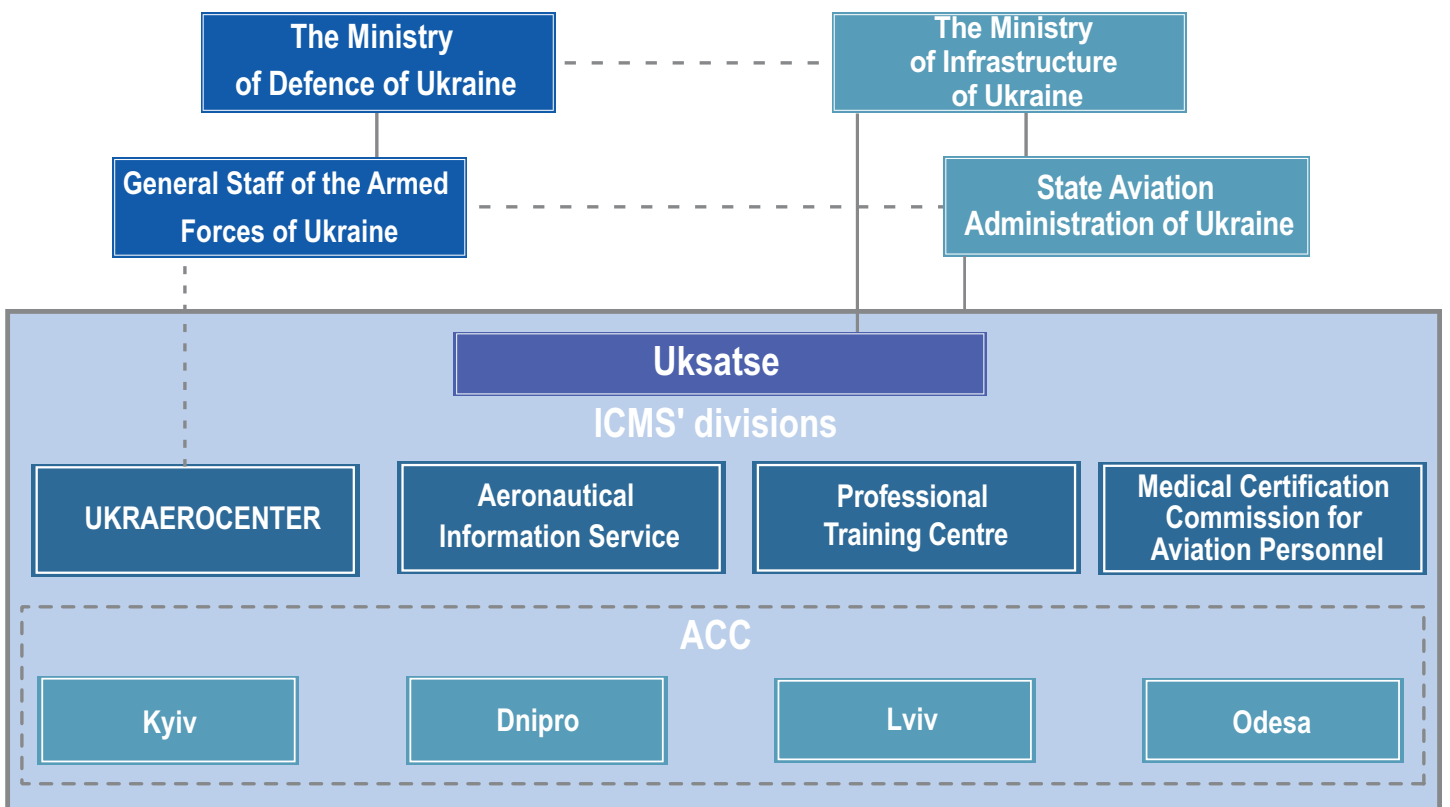 The Ministry
of Defence of Ukraine
The Ministry
of Infrastructure
of Ukraine
General Staff of the Armed
Forces of Ukraine
State Aviation
Administration of Ukraine
Uksatse
ICMS' divisions
UKRAEROCENTER
Aeronautical
Information Service
Professional
Training Centre
Medical Certification
Commission for
Aviation Personnel
ACC
Kyiv
Dnipro
Lviv
Odesa